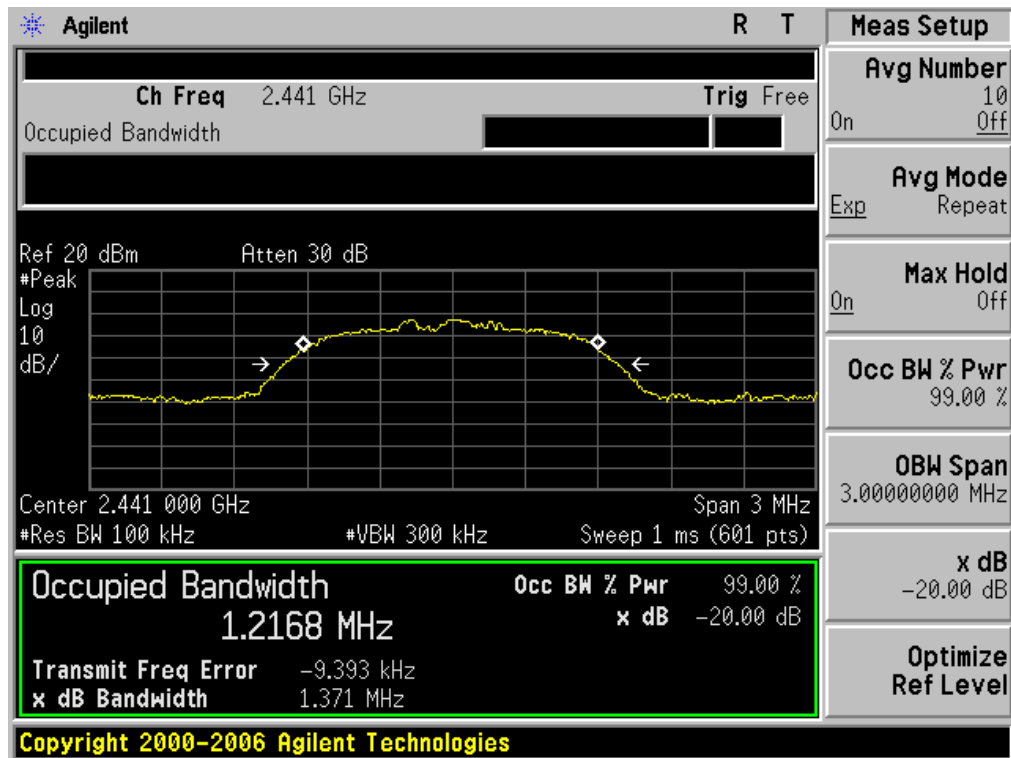 Agilent R T Meas Setup
Ch Freq 2.441 GHz Trig Free
Occupied Bandwidth
Ref 20 dBm Atten 30 dB
#Peak
Log
10
dB/
Center 2.441 000 GHz Span 3 MHz
#Res BW 100 kHz #VBW 300 kHz Sweep 1 ms (601 pts)
Occupied Bandwidth
1.2168 MHz
Occ BW % Pwr 99.00 %
x dB -20.00 dB
Transmit Freq Error -9.393 kHz
x dB Bandwidth 1.371 MHz
Avg Number
10
On Off
Avg Mode
Exp Repeat
Max Hold
On Off
Occ BW % Pwr
99.00 %
OBW Span
3.00000000 MHz
x dB
-20.00 dB
Optimize
Ref Level
Copyright 2000-2006 Agilent Technologies